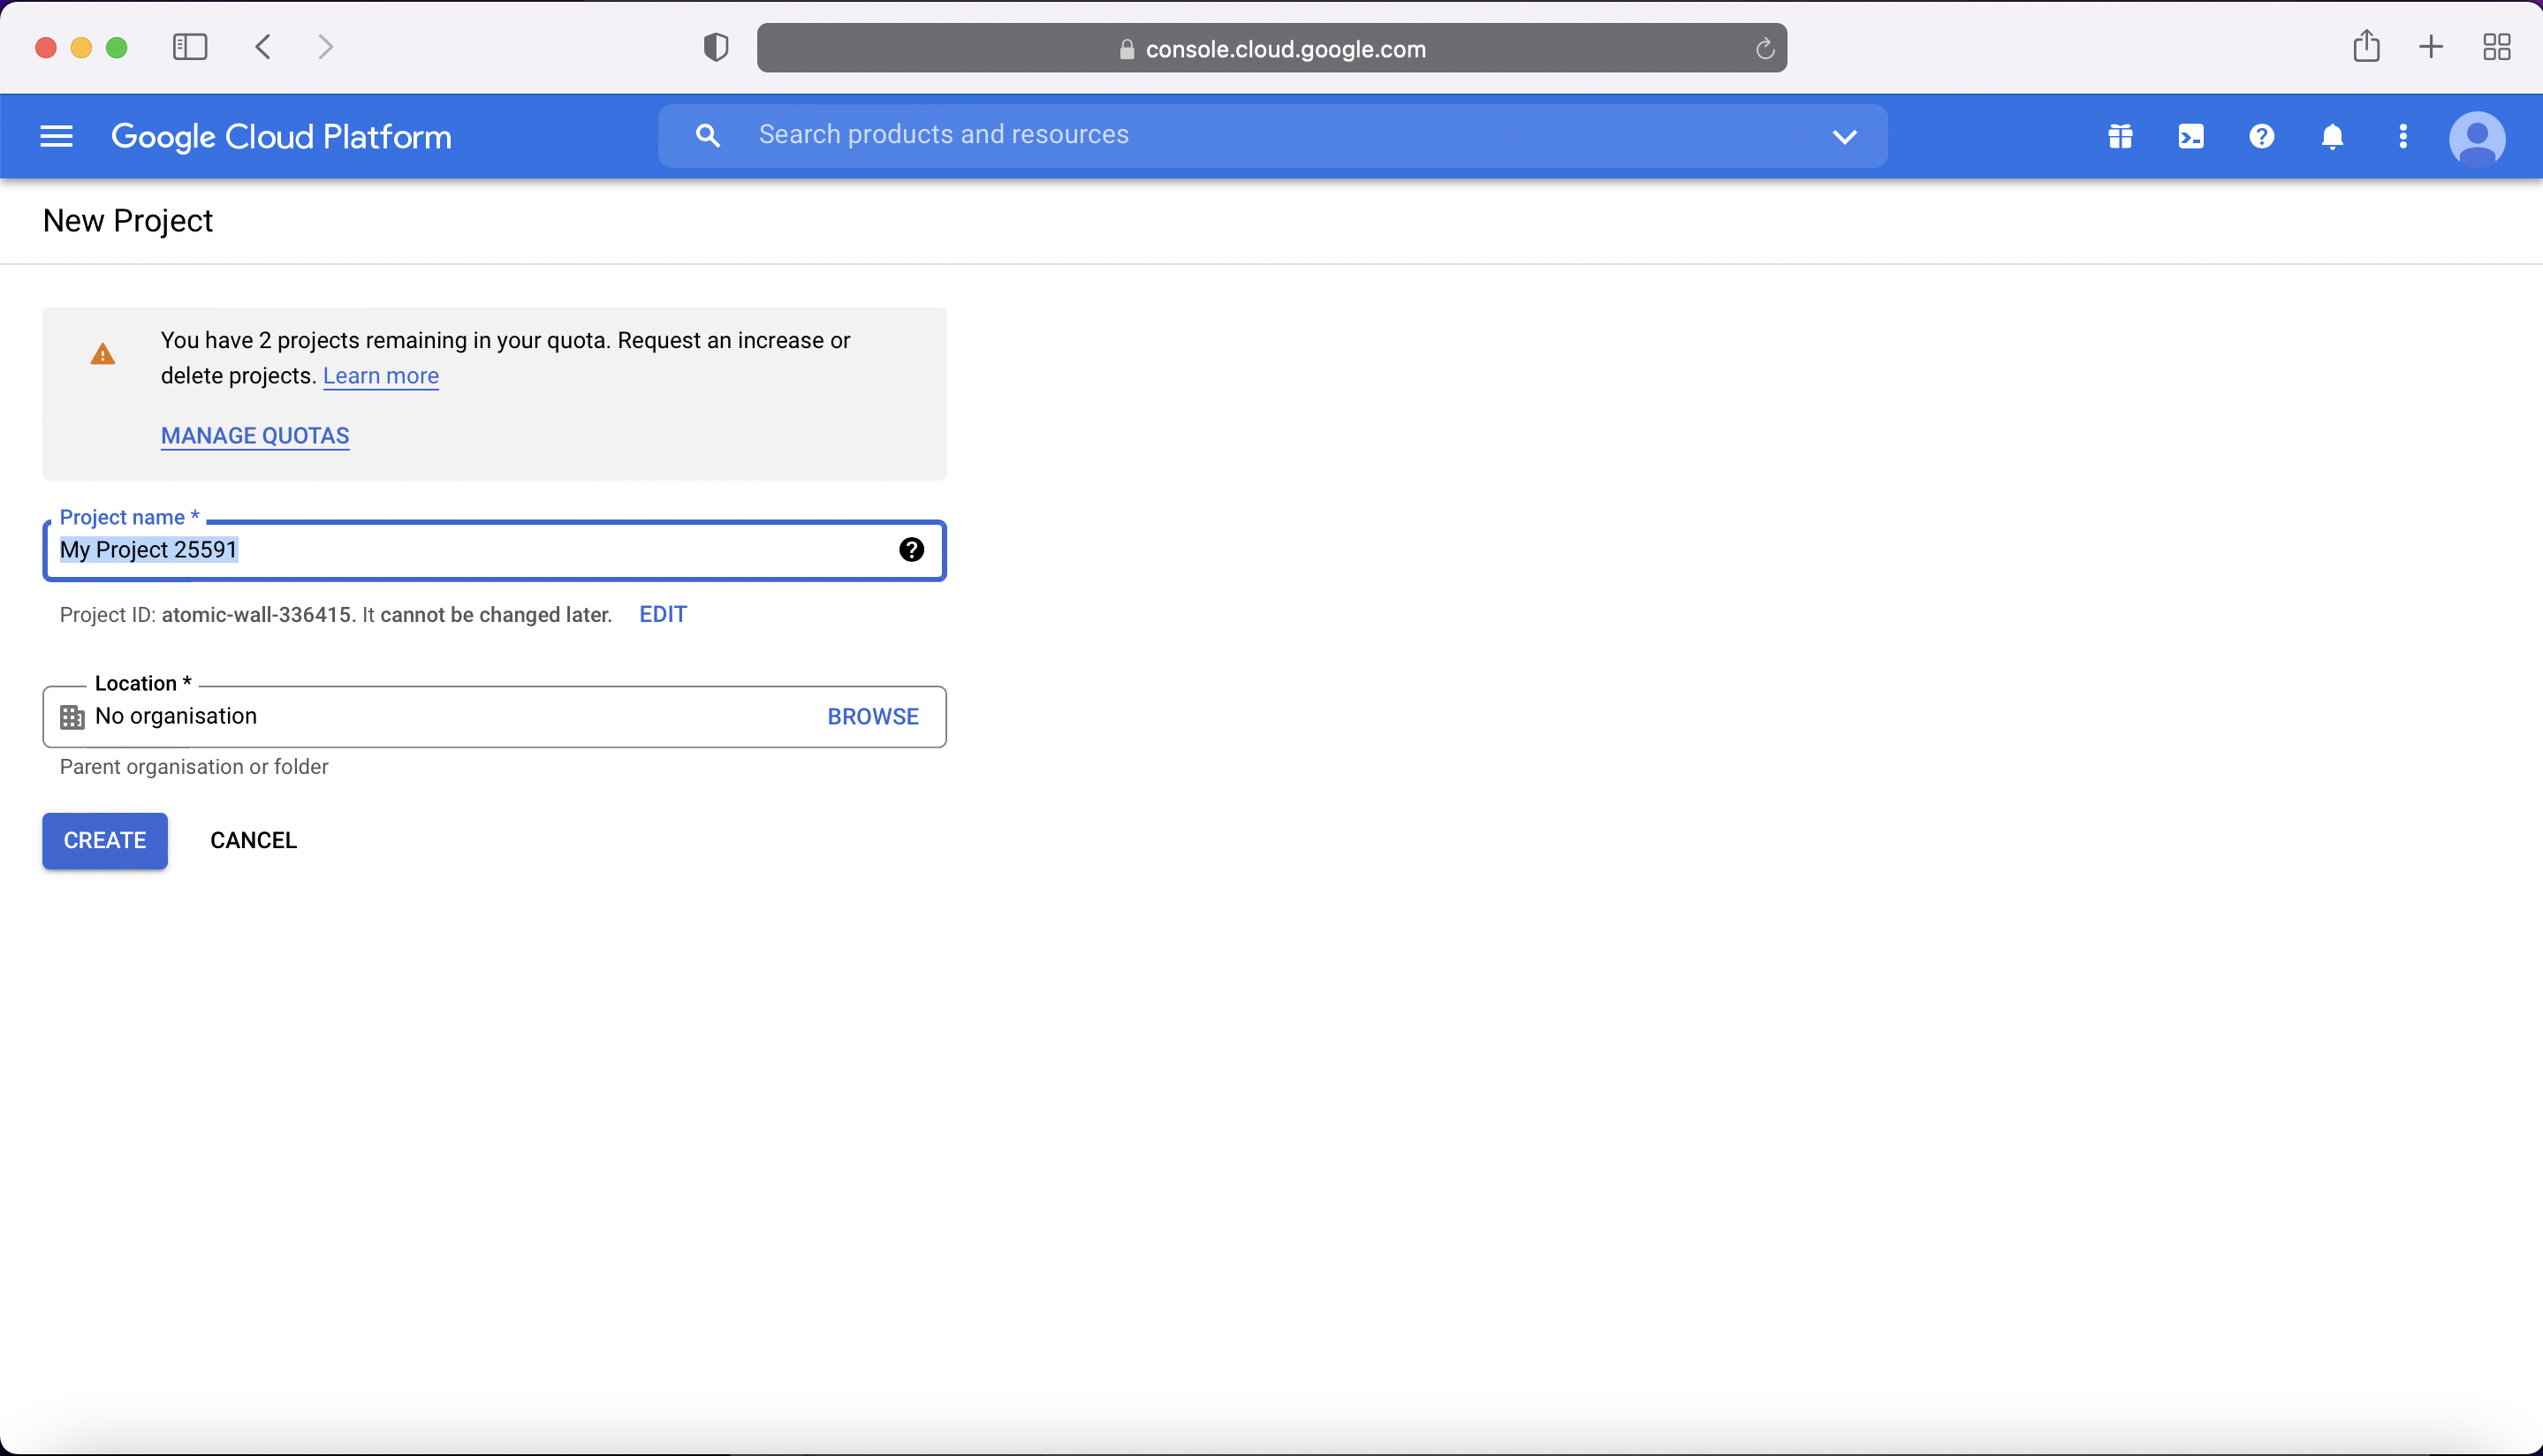 console.cloud.google.com
Google Cloud Platform
Search products and resources
New Project
You have 2 projects remaining in your quota. Request an increase or
delete projects. Learn more
MANAGE QUOTAS
Project name *
My Project 25591
Project ID: atomic-wall-336415. It cannot be changed later. EDIT
Location *
No organisation BROWSE
Parent organisation or folder
CREATE CANCEL